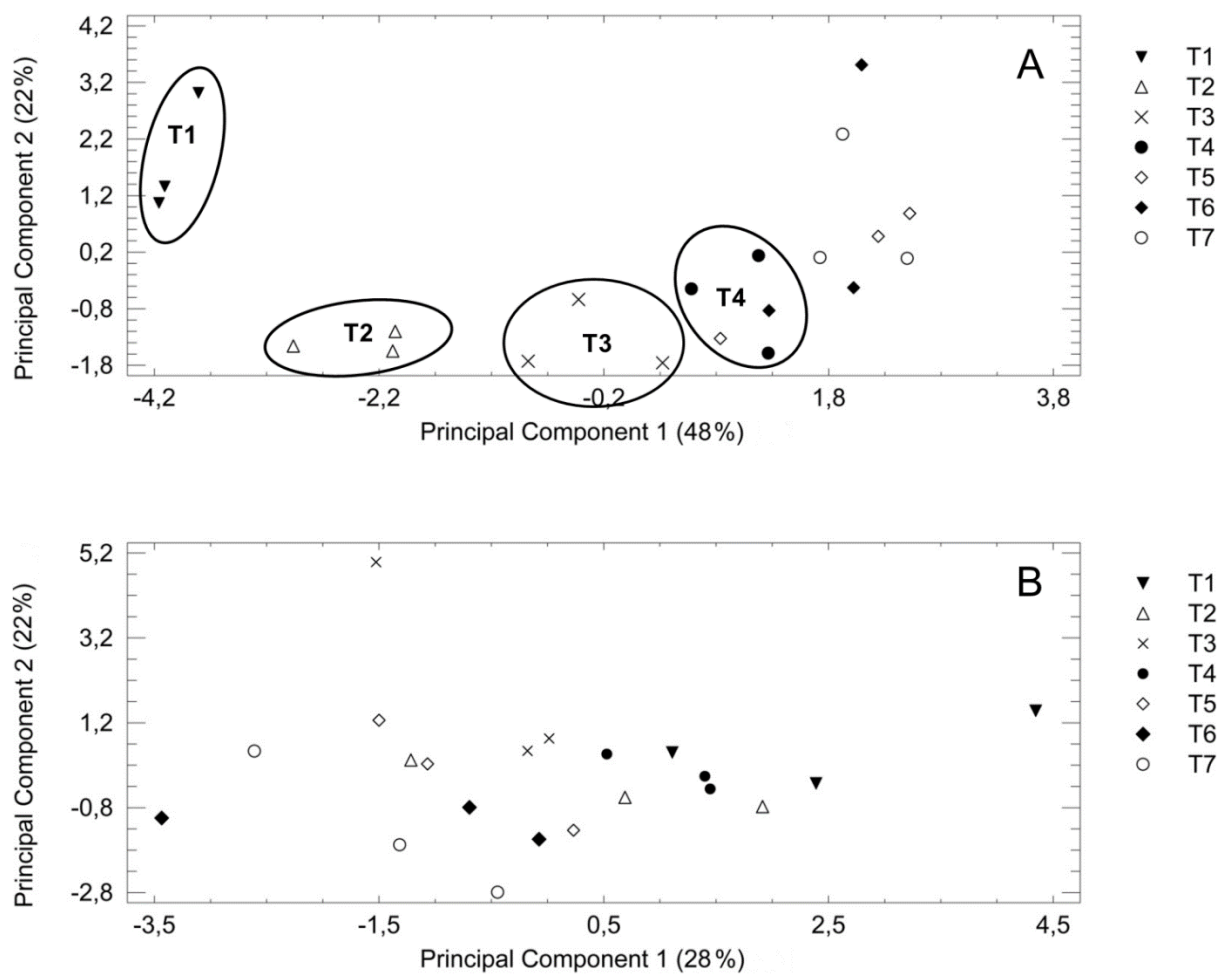 4,2
3,2
2,2
1,2
0,2
-0,8
-1,8
Principal Component 2 (22%)
A
T1
T2
T3
T4
-4,2 -2,2 -0,2 1,8 3,8
Principal Component 1 (48%)
T1
T2
T3
T4
T5
T6
T7
5,2
3,2
1,2
-0,8
-2,8
Principal Component 2 (22%)
B
-3,5 -1,5 0,5 2,5 4,5
Principal Component 1 (28%)
T1
T2
T3
T4
T5
T6
T7